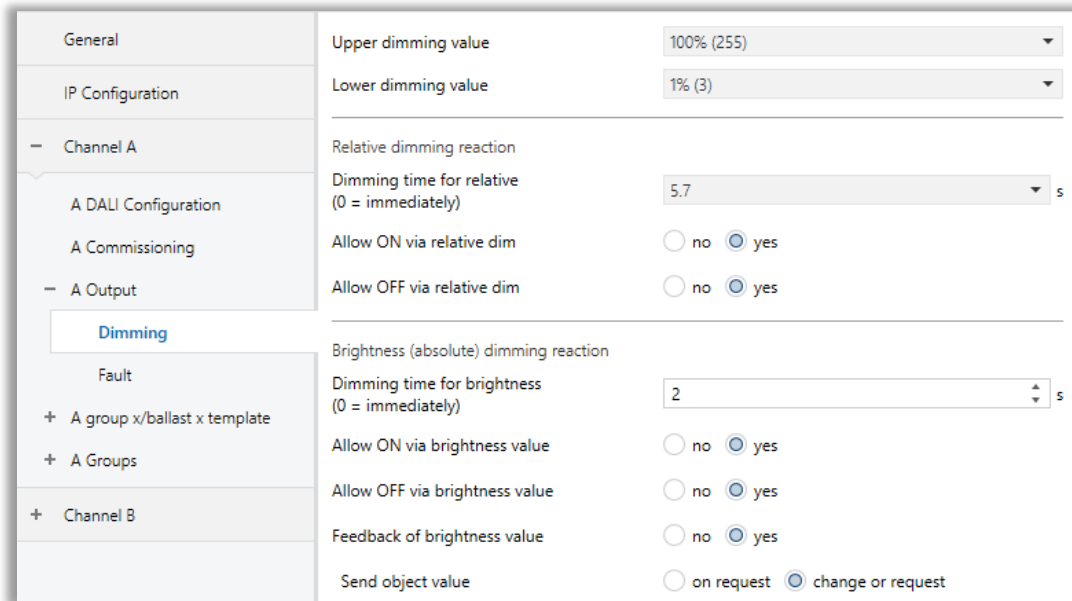 General
IP Configuration
− Channel A
A DALI Configuration
A Commissioning
− A Output
Dimming
Fault
+ A group x/ballast x template
+ A Groups
+ Channel B
Upper dimming value 100% (255)
Lower dimming value 1% (3)
Relative dimming reaction
Dimming time for relative
(0 = immediately) 5.7 s
Allow ON via relative dim no yes
Allow OFF via relative dim no yes
Brightness (absolute) dimming reaction
Dimming time for brightness
(0 = immediately) 2 s
Allow ON via brightness value no yes
Allow OFF via brightness value no yes
Feedback of brightness value no yes
Send object value on request change or request